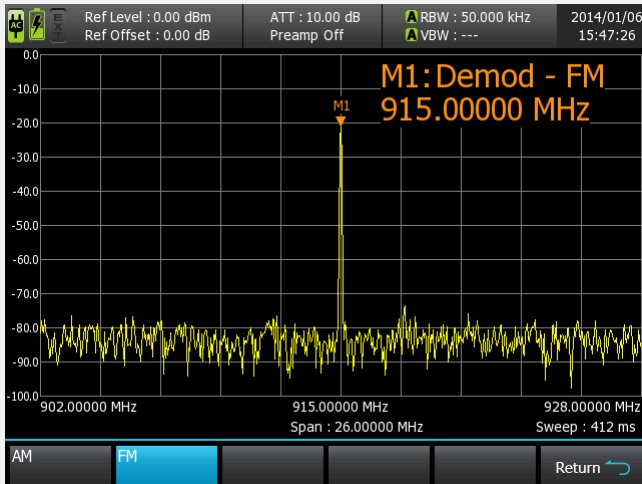 AC
EXT
Ref Level : 0.00 dBm
Ref Offset : 0.00 dB
ATT : 10.00 dB
Preamp Off
A RBW : 50.000 kHz
A VBW : ---
2014/01/06
15:47:26
M1: Demod - FM
915.00000 MHz
M1
0.0
-10.0
-20.0
-30.0
-40.0
-50.0
-60.0
-70.0
-80.0
-90.0
-100.0
902.00000 MHz
915.00000 MHz
928.00000 MHz
Span : 26.00000 MHz
Sweep : 412 ms
AM
FM
Return